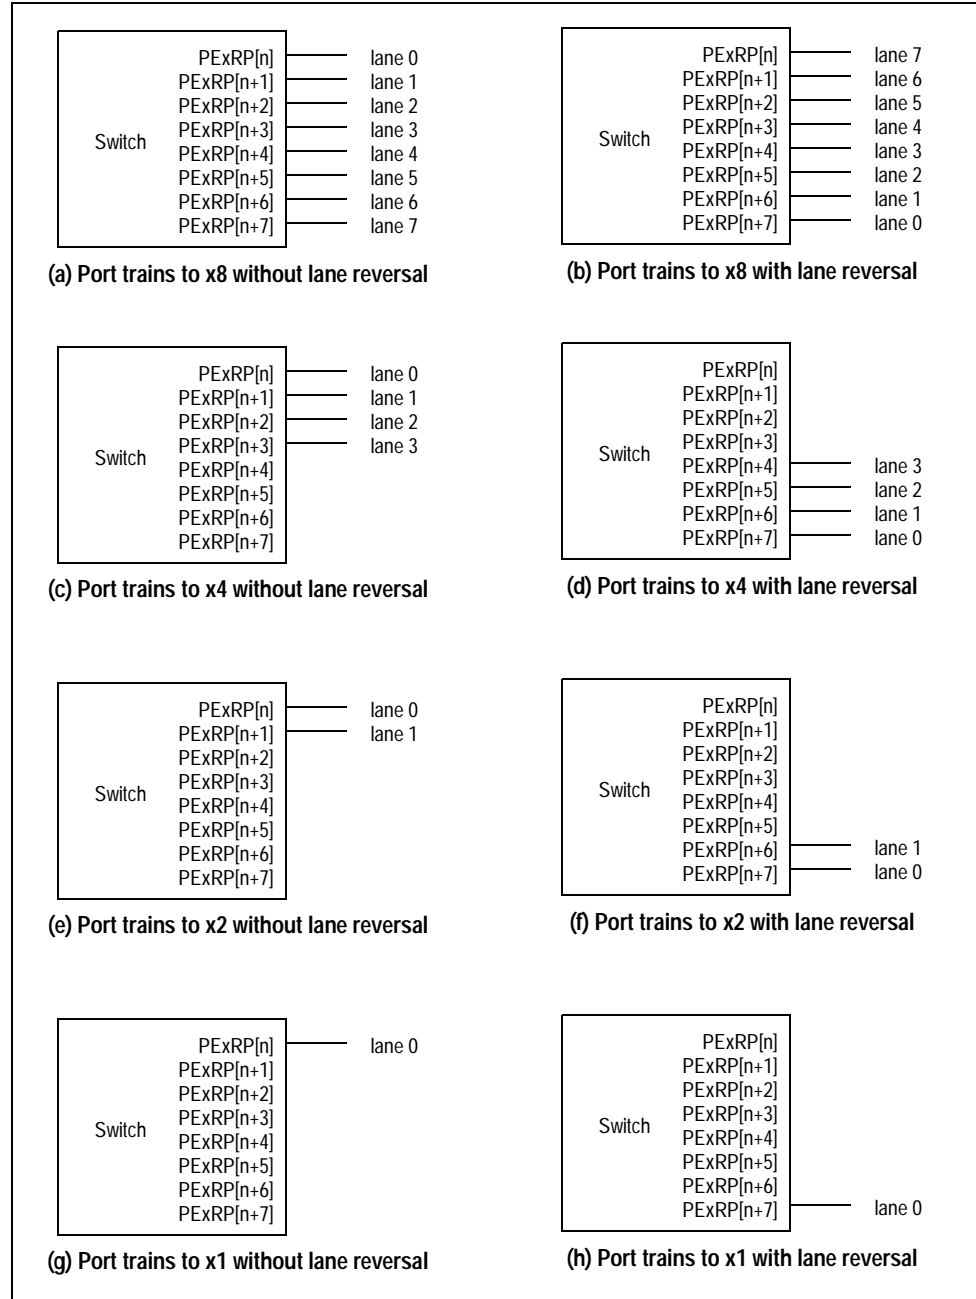 PExRP[n] lane 0
PExRP[n+1] lane 1
PExRP[n+2] lane 2
PExRP[n+3] lane 3
Switch
PExRP[n+4] lane 4
PExRP[n+5] lane 5
PExRP[n+6] lane 6
PExRP[n+7] lane 7
(a) Port trains to x8 without lane reversal
PExRP[n] lane 7
PExRP[n+1] lane 6
PExRP[n+2] lane 5
PExRP[n+3] lane 4
Switch
PExRP[n+4] lane 3
PExRP[n+5] lane 2
PExRP[n+6] lane 1
PExRP[n+7] lane 0
(b) Port trains to x8 with lane reversal
PExRP[n] lane 0
PExRP[n+1] lane 1
PExRP[n+2] lane 2
PExRP[n+3] lane 3
Switch
PExRP[n+4]
PExRP[n+5]
PExRP[n+6]
PExRP[n+7]
(c) Port trains to x4 without lane reversal
PExRP[n]
PExRP[n+1]
PExRP[n+2]
PExRP[n+3]
Switch
PExRP[n+4] lane 3
PExRP[n+5] lane 2
PExRP[n+6] lane 1
PExRP[n+7] lane 0
(d) Port trains to x4 with lane reversal
PExRP[n] lane 0
PExRP[n+1] lane 1
PExRP[n+2]
PExRP[n+3]
Switch
PExRP[n+4]
PExRP[n+5]
PExRP[n+6]
PExRP[n+7]
(e) Port trains to x2 without lane reversal
PExRP[n]
PExRP[n+1]
PExRP[n+2]
PExRP[n+3]
Switch
PExRP[n+4]
PExRP[n+5]
PExRP[n+6] lane 1
PExRP[n+7] lane 0
(f) Port trains to x2 with lane reversal
PExRP[n] lane 0
PExRP[n+1]
PExRP[n+2]
PExRP[n+3]
Switch
PExRP[n+4]
PExRP[n+5]
PExRP[n+6]
PExRP[n+7]
(g) Port trains to x1 without lane reversal
PExRP[n]
PExRP[n+1]
PExRP[n+2]
PExRP[n+3]
Switch
PExRP[n+4]
PExRP[n+5]
PExRP[n+6]
PExRP[n+7] lane 0
(h) Port trains to x1 with lane reversal